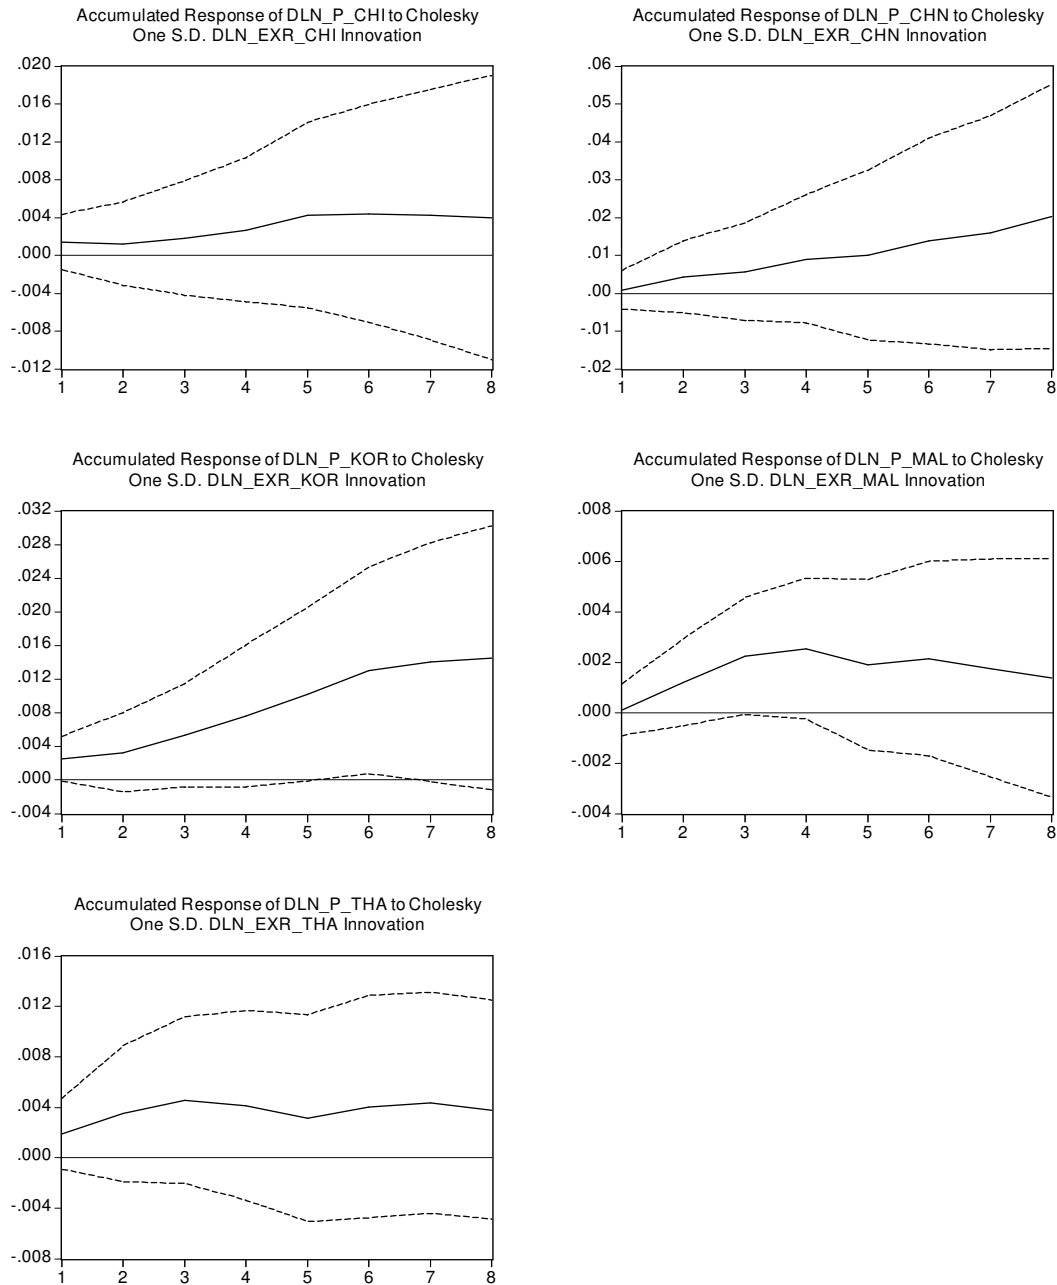 Accumulated Response of DLN_P_CHI to Cholesky
One S.D. DLN_EXR_CHI Innovation
.020
.016
.012
.008
.004
.000
-.004
-.008
-.012
1 2 3 4 5 6 7 8
Accumulated Response of DLN_P_CHN to Cholesky
One S.D. DLN_EXR_CHN Innovation
.06
.05
.04
.03
.02
.01
.00
-.01
-.02
1 2 3 4 5 6 7 8
Accumulated Response of DLN_P_KOR to Cholesky
One S.D. DLN_EXR_KOR Innovation
.032
.028
.024
.020
.016
.012
.008
.004
.000
-.004
1 2 3 4 5 6 7 8
Accumulated Response of DLN_P_MAL to Cholesky
One S.D. DLN_EXR_MAL Innovation
.008
.006
.004
.002
.000
-.002
-.004
1 2 3 4 5 6 7 8
Accumulated Response of DLN_P_THA to Cholesky
One S.D. DLN_EXR_THA Innovation
.016
.012
.008
.004
.000
-.004
-.008
1 2 3 4 5 6 7 8